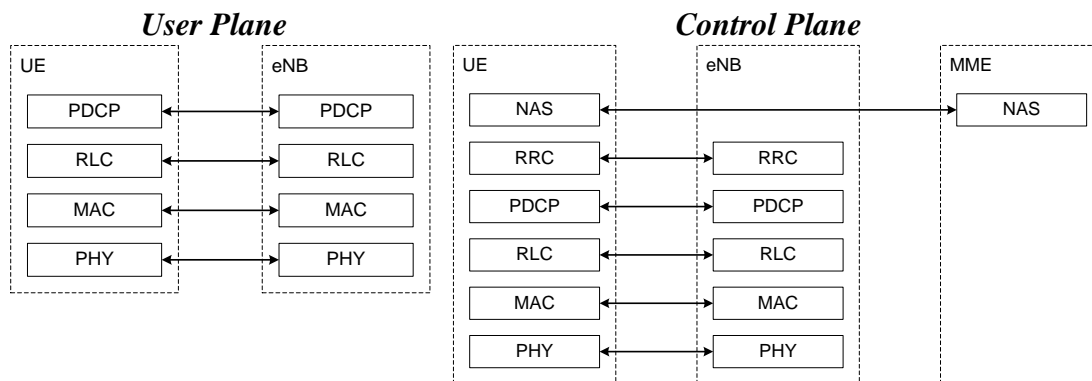 User Plane
UE
eNB
PDCP
PDCP
RLC
RLC
MAC
MAC
PHY
PHY
Control Plane
UE
eNB
MME
NAS
NAS
RRC
RRC
PDCP
PDCP
RLC
RLC
MAC
MAC
PHY
PHY